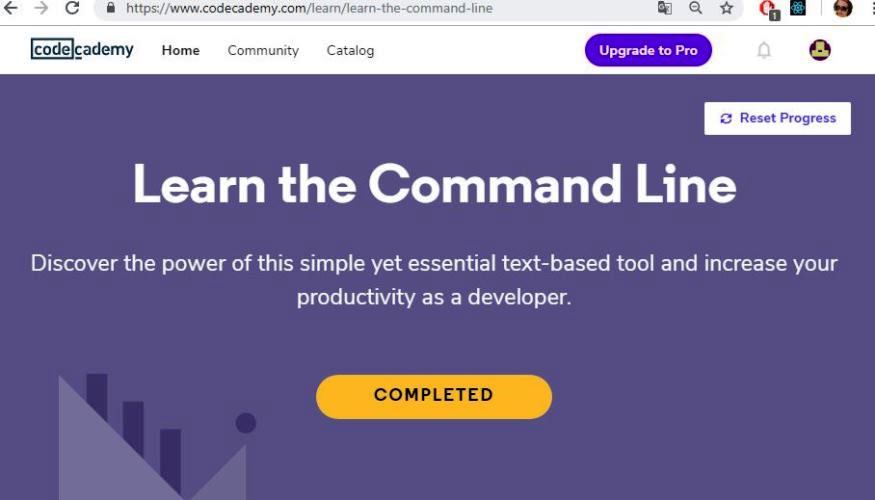 https://www.codecademy.com/learn/learn-the-command-line
1
codecademy Home Community Catalog Upgrade to Pro
Reset Progress
Learn the Command Line
Discover the power of this simple yet essential text-based tool and increase your
productivity as a developer.
COMPLETED